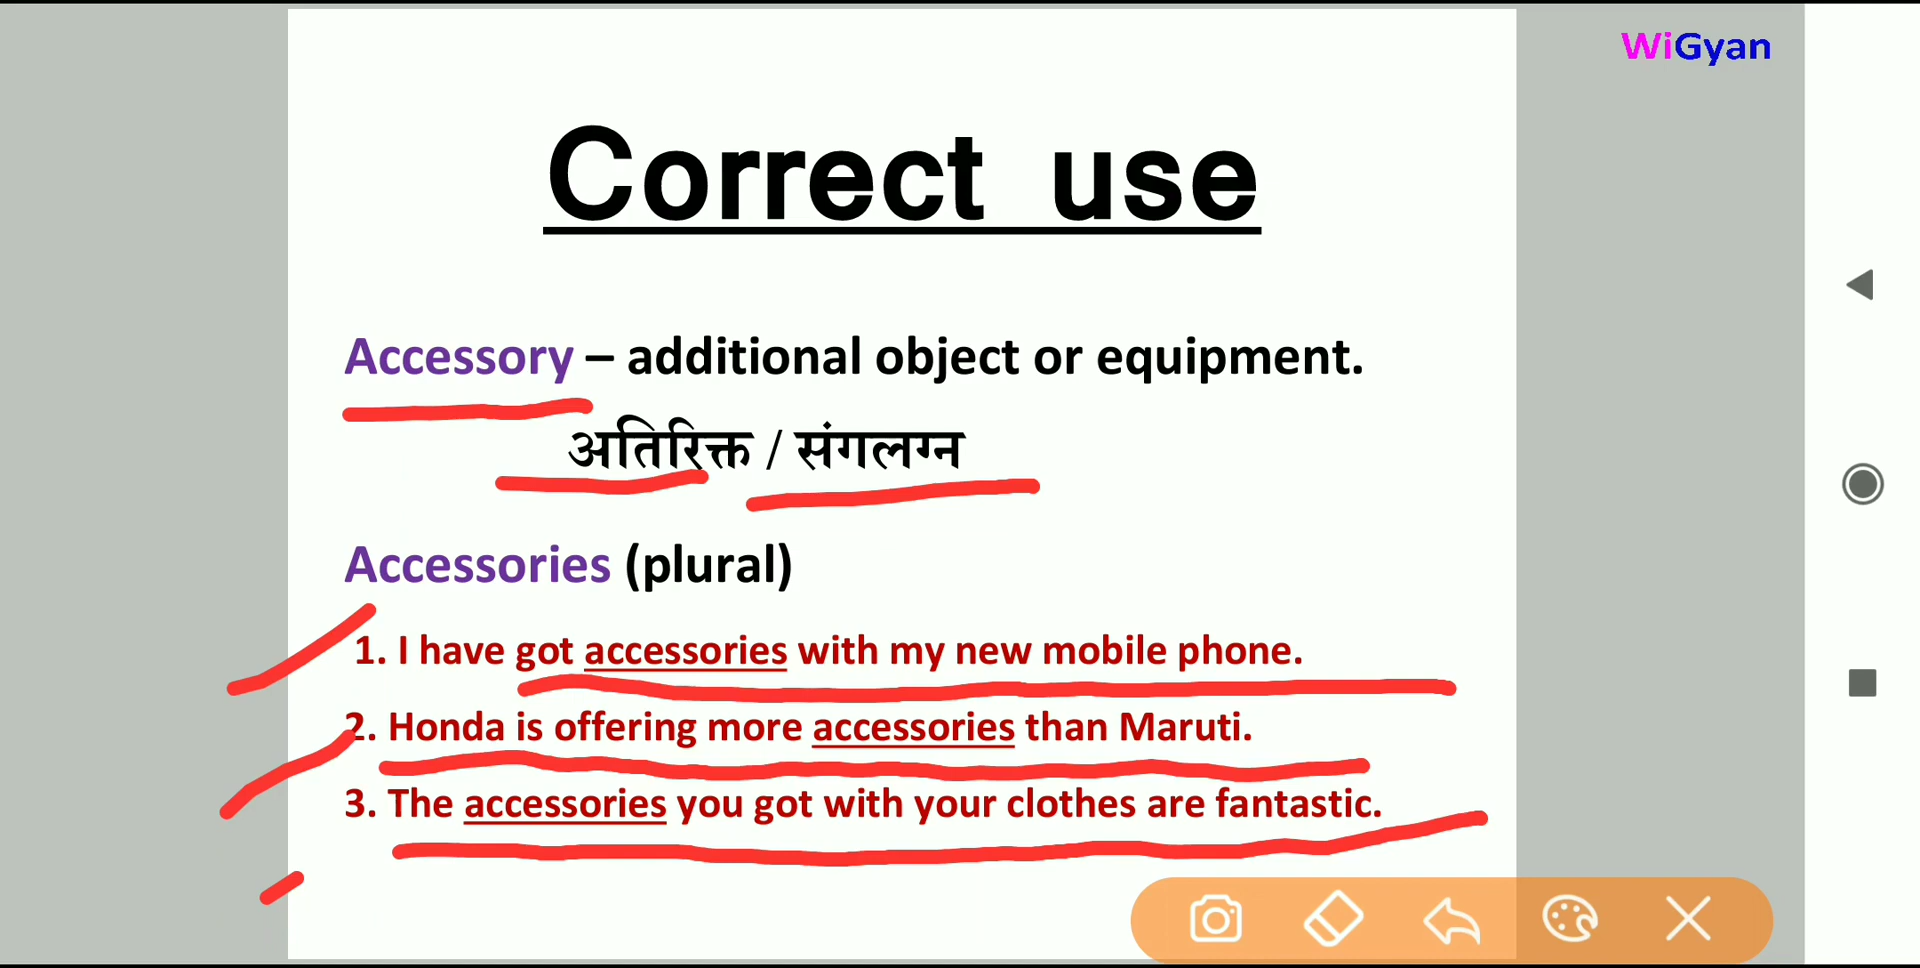 WiGyan
Correct use
Accessory – additional object or equipment.
अतिरिक्त / संगलग्न
Accessories (plural)
1. I have got accessories with my new mobile phone.
2. Honda is offering more accessories than Maruti.
3. The accessories you got with your clothes are fantastic.